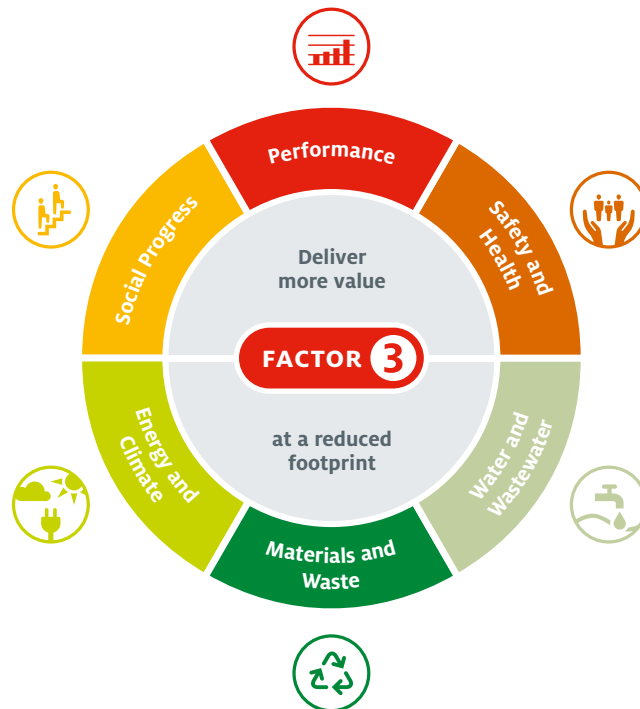 Performance
Social Progress
Safety and
Health
Deliver
more value
FACTOR 3
at a reduced
footprint
Energy and
Climate
Water and
Wastewater
Materials and
Waste